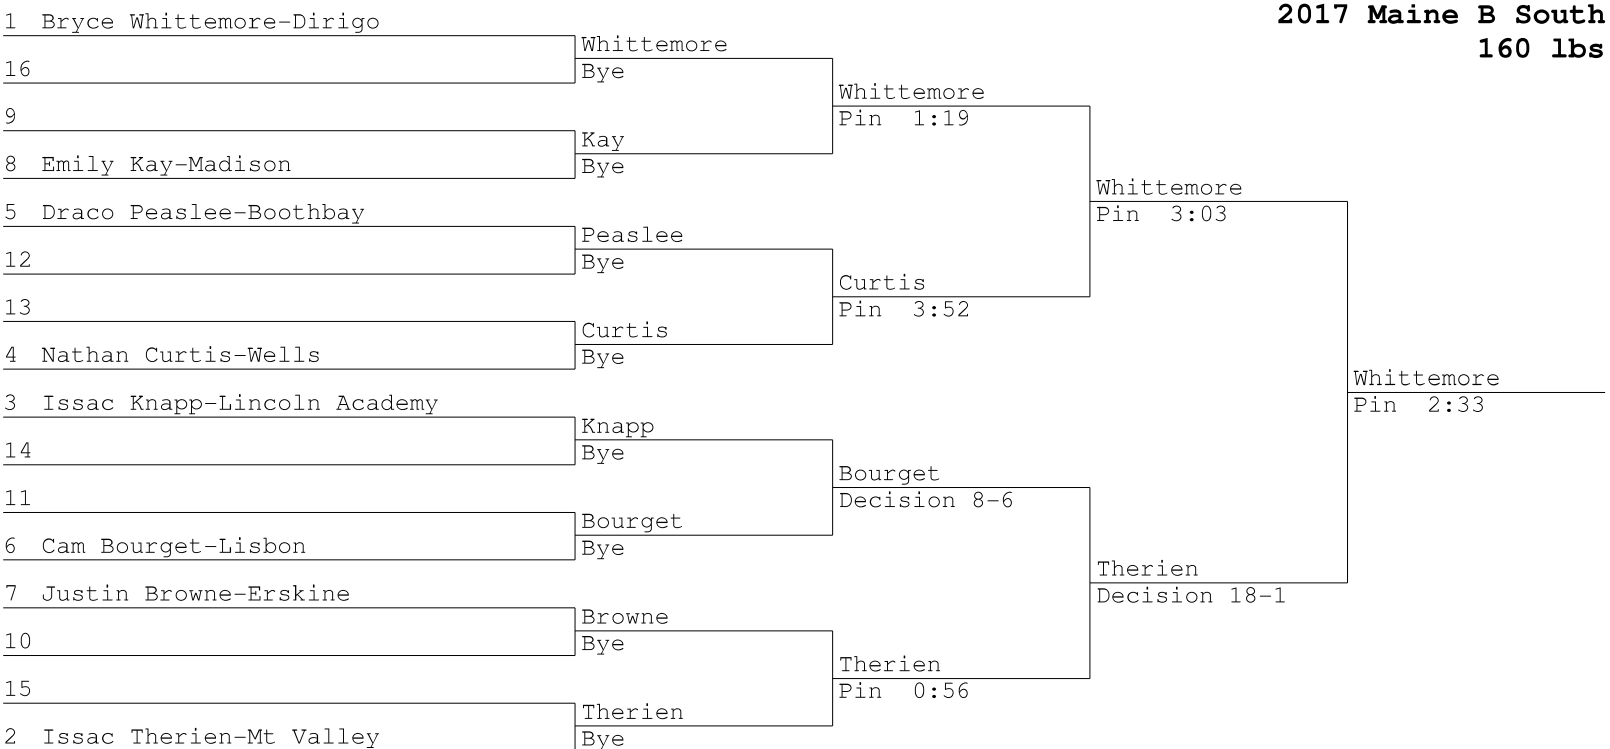 2017 Maine B South
160 lbs
1 Bryce Whittemore-Dirigo
Whittemore
16
Bye
Whittemore
9
Pin 1:19
Kay
8 Emily Kay-Madison
Bye
Whittemore
5 Draco Peaslee-Boothbay
Pin 3:03
Peaslee
12
Bye
Curtis
13
Pin 3:52
Curtis
4 Nathan Curtis-Wells
Bye
Whittemore
3 Issac Knapp-Lincoln Academy
Pin 2:33
Knapp
14
Bye
Bourget
11
Decision 8-6
Bourget
6 Cam Bourget-Lisbon
Bye
Therien
7 Justin Browne-Erskine
Decision 18-1
Browne
10
Bye
Therien
15
Pin 0:56
Therien
2 Issac Therien-Mt Valley
Bye